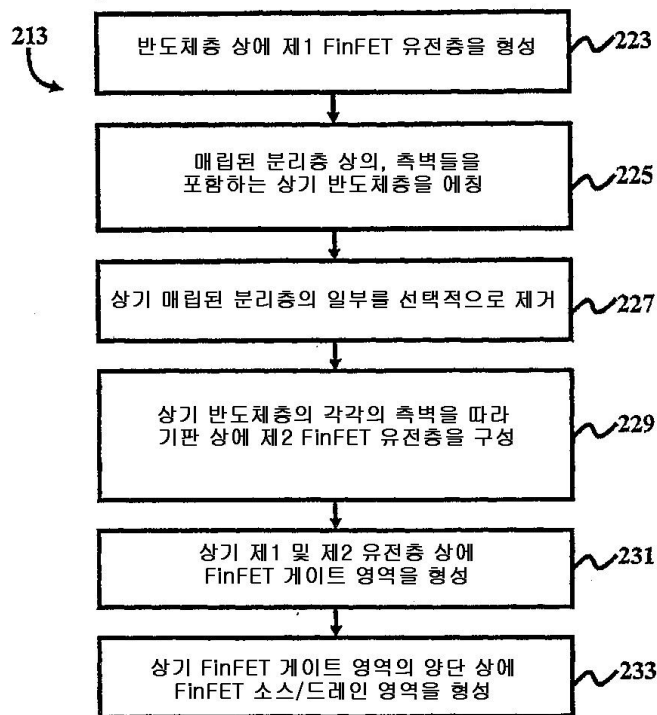 213
반도체층 상에 제1 FinFET 유전층을 형성
223
매립된 분리층 상의, 측벽들을
포함하는 상기 반도체층을 에칭
225
상기 매립된 분리층의 일부를 선택적으로 제거
227
상기 반도체층의 각각의 측벽을 따라
기판 상에 제2 FinFET 유전층을 구성
229
상기 제1 및 제2 유전층 상에
FinFET 게이트 영역을 형성
231
상기 FinFET 게이트 영역의 양단 상에
FinFET 소스/드레인 영역을 형성
233